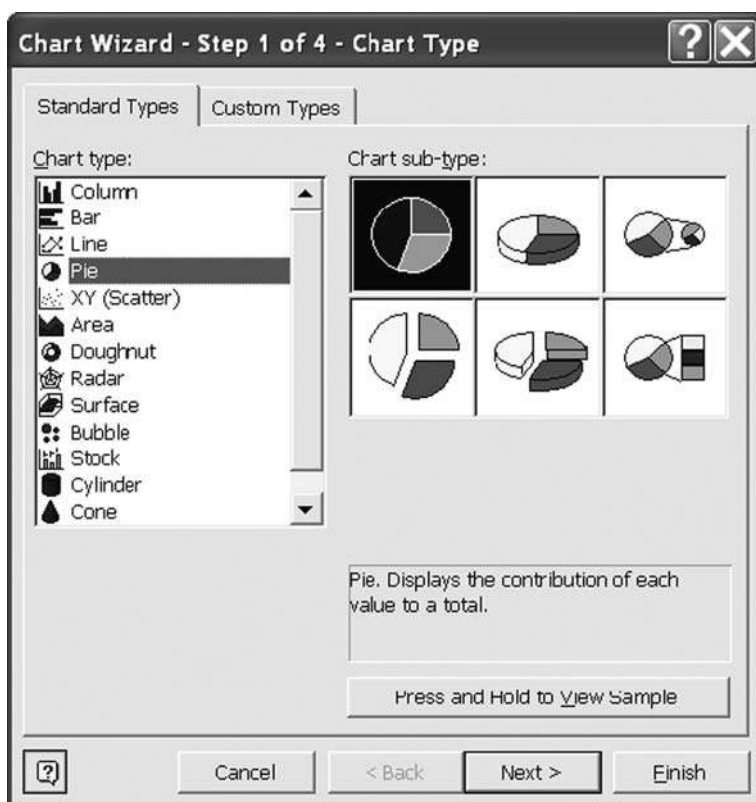 Chart Wizard - Step 1 of 4 - Chart Type
Standard Types
Custom Types
Chart type:
Column
Bar
Line
Pie
XY (Scatter)
Area
Doughnut
Radar
Surface
Bubble
Stock
Cylinder
Cone
Chart sub-type:
Pie. Displays the contribution of each
value to a total.
Press and Hold to View Sample
Cancel
< Back
Next >
Finish